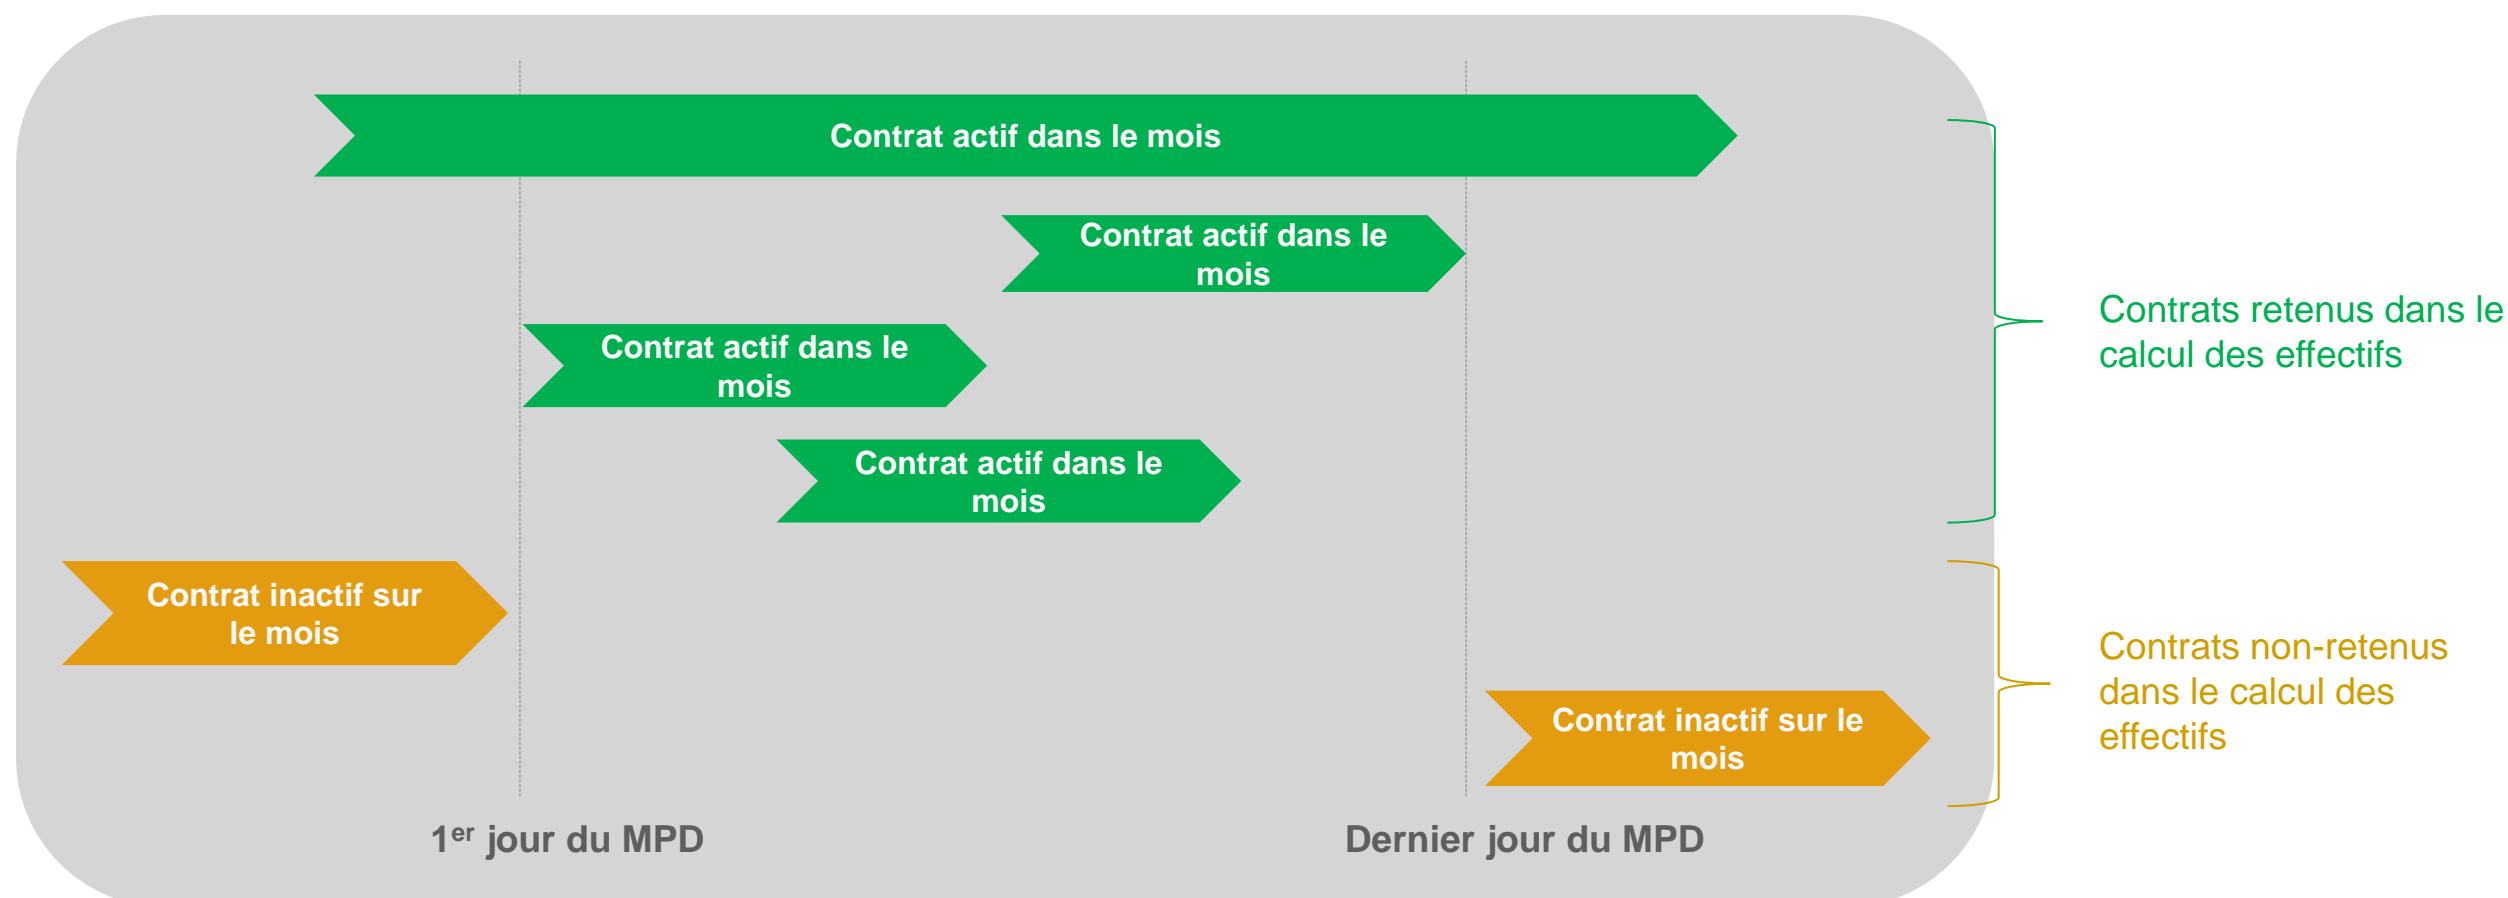 Contrat actif dans le mois
Contrat actif dans le
mois
Contrat actif dans le
mois
Contrat actif dans le
mois
Contrat inactif sur
le mois
Contrat inactif sur le
mois
1er jour du MPD
Dernier jour du MPD
Contrats retenus dans le
calcul des effectifs
Contrats non-retenus
dans le calcul des
effectifs